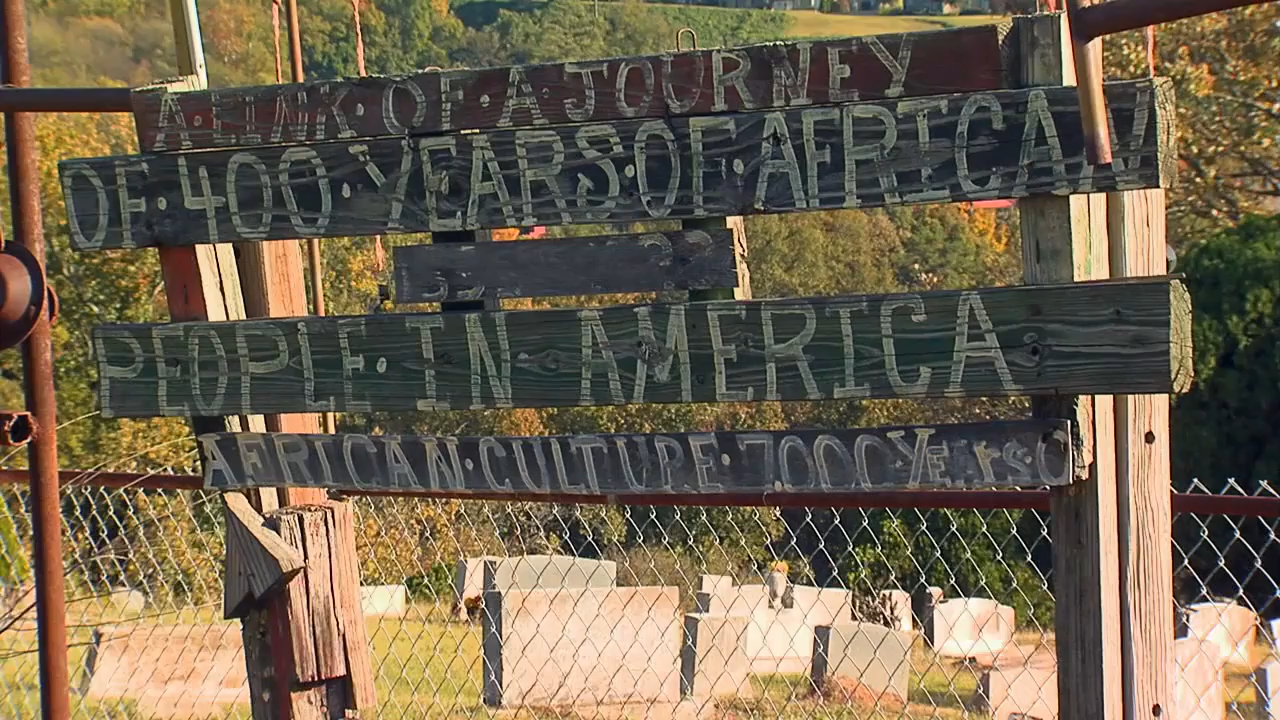 A·LINK·OF·A·JOURNEY
OF·400·YEARS·OF·AFRICAN
PEOPLE·IN AMERICA
AFRICAN·CULTURE·7000 Years O